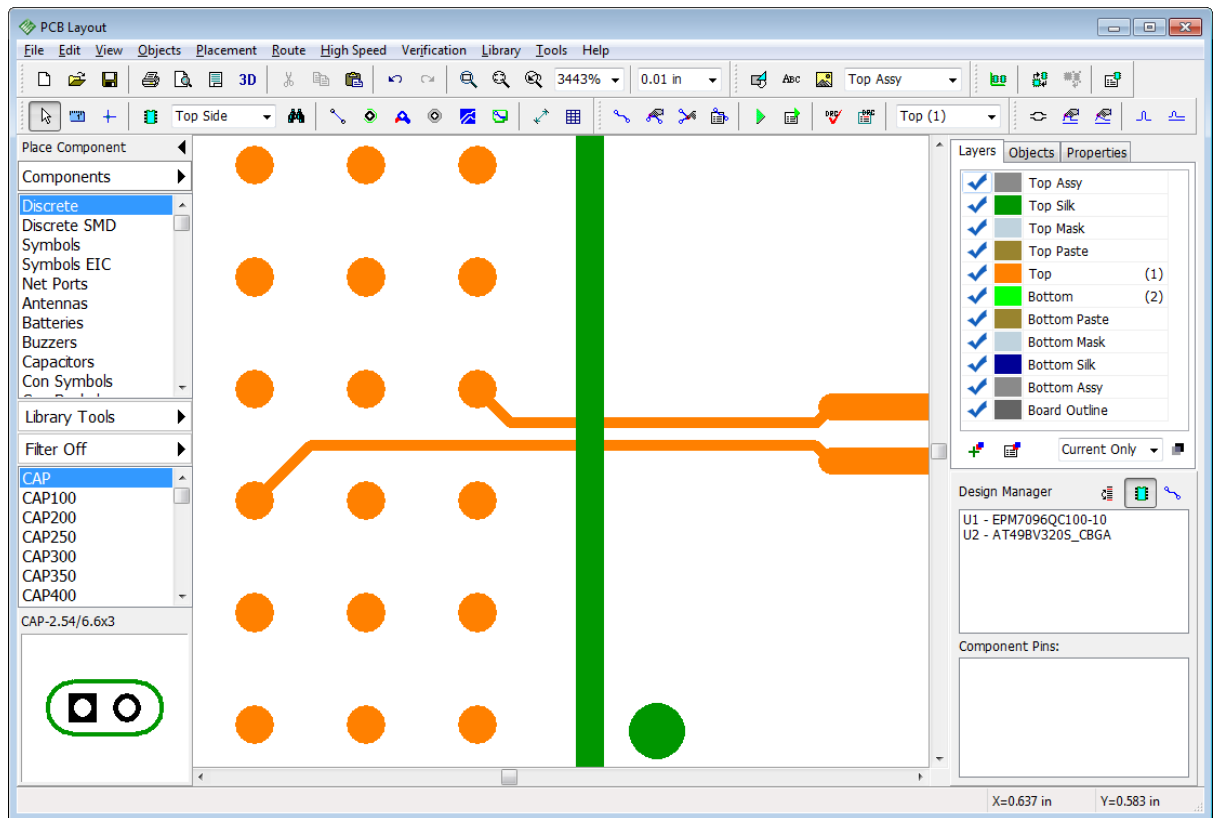 PCB Layout
File Edit View Objects Placement Route High Speed Verification Library Tools Help
3D 3443% 0.01 in ABC Top Assy
Top Side DRC Top (1)
Place Component
Components
Discrete
Discrete SMD
Symbols
Symbols EIC
Net Ports
Antennas
Batteries
Buzzers
Capacitors
Con Symbols
Library Tools
Filter Off
CAP
CAP100
CAP200
CAP250
CAP300
CAP350
CAP400
CAP-2.54/6.6x3
Layers Objects Properties
Top Assy
Top Silk
Top Mask
Top Paste
Top (1)
Bottom (2)
Bottom Paste
Bottom Mask
Bottom Silk
Bottom Assy
Board Outline
Current Only
Design Manager
U1 - EPM7096QC100-10
U2 - AT49BV320S_CBGA
Component Pins:
X=0.637 in Y=0.583 in